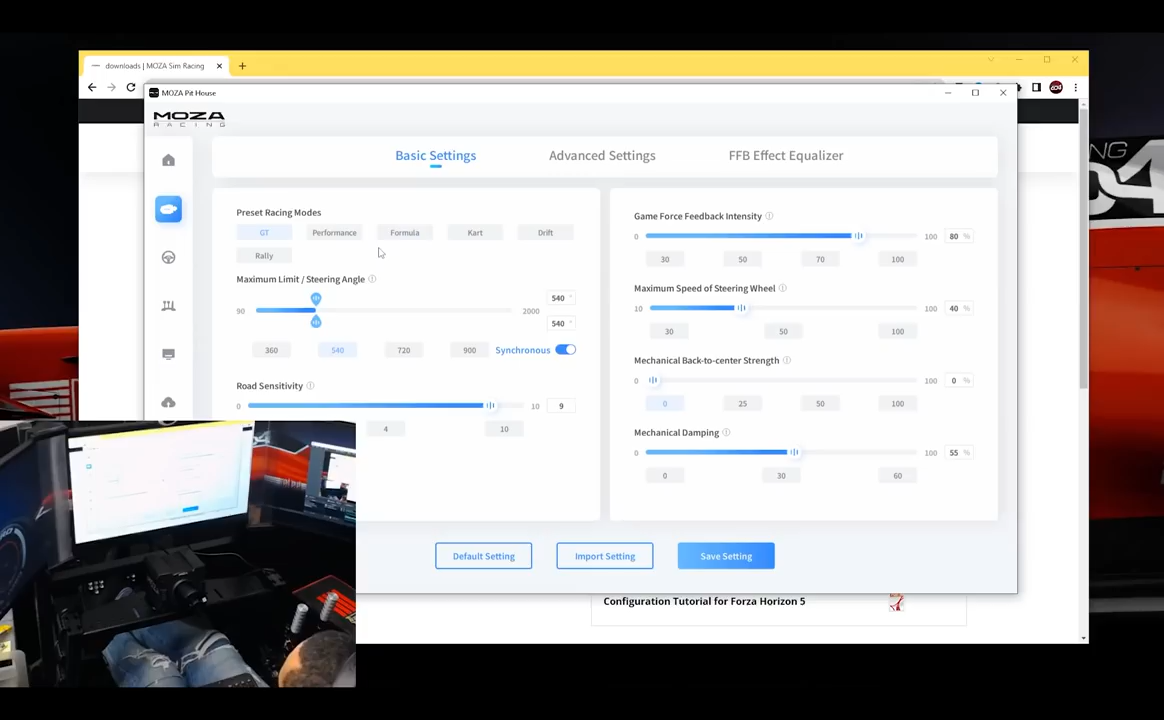 downloads | MOZA Sim Racing
MOZA Pit House
MOZA
RACING
Basic Settings
Advanced Settings
FFB Effect Equalizer
Preset Racing Modes
GT
Performance
Formula
Kart
Drift
Rally
Maximum Limit / Steering Angle
90
2000
540 °
540 °
360
540
720
900
Synchronous
Road Sensitivity
0
10
9
4
10
Game Force Feedback Intensity
0
100
80 %
30
50
70
100
Maximum Speed of Steering Wheel
10
100
40 %
30
50
100
Mechanical Back-to-center Strength
0
100
0 %
0
25
50
100
Mechanical Damping
0
100
55 %
0
30
60
Default Setting
Import Setting
Save Setting
Configuration Tutorial for Forza Horizon 5
NG
04